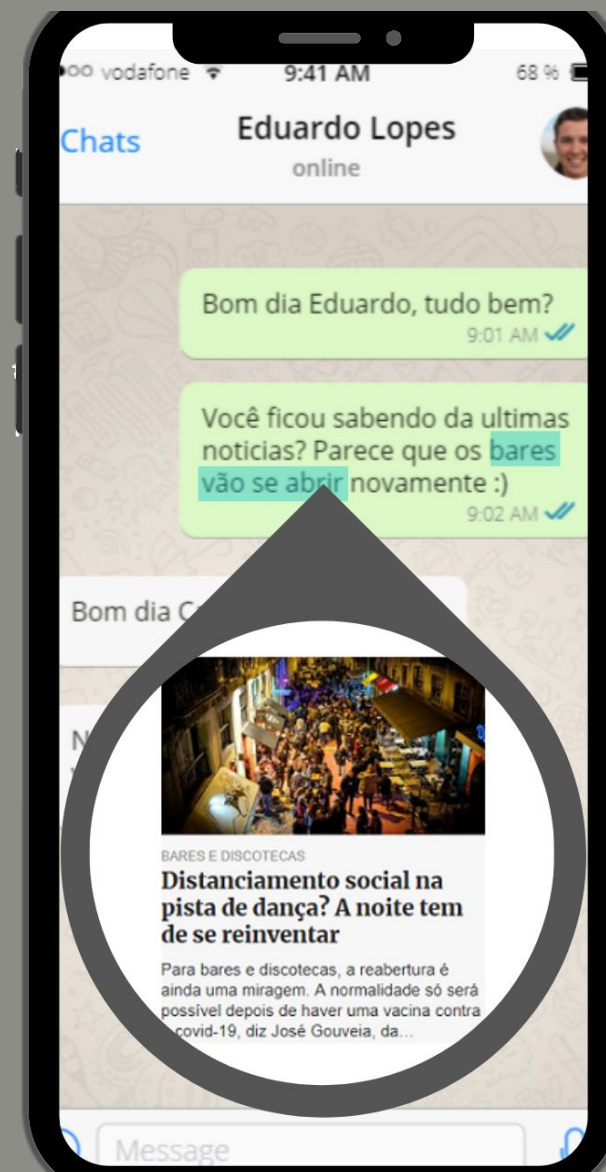 vodafone 9:41 AM 68 %
Chats
Eduardo Lopes
online
Bom dia Eduardo, tudo bem?
9:01 AM
Você ficou sabendo da ultimas
noticias? Parece que os bares
vão se abrir novamente :)
9:02 AM
Bom dia
BARES E DISCOTECAS
Distanciamento social na
pista de dança? A noite tem
de se reinventar
Para bares e discotecas, a reabertura é
ainda uma miragem. A normalidade só será
possível depois de haver uma vacina contra
covid-19, diz José Gouveia, da...
Message